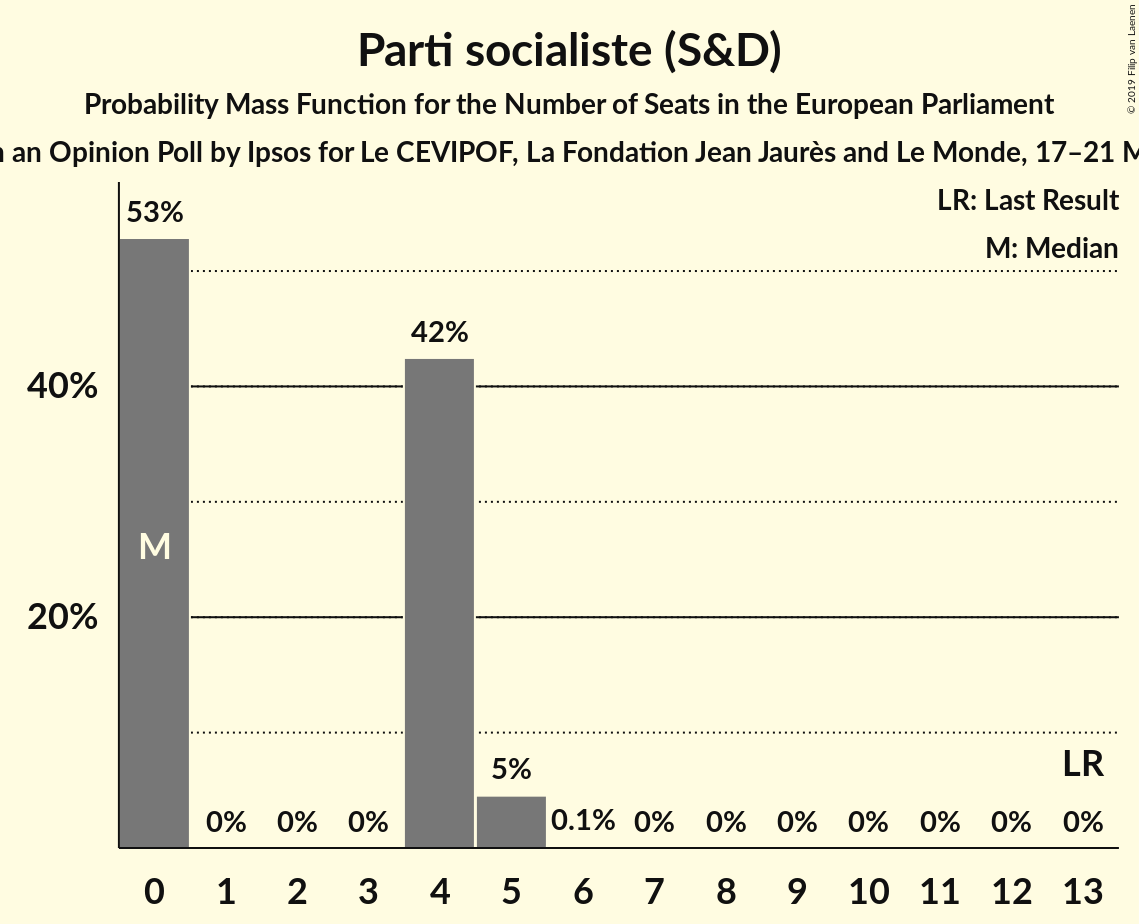 Parti socialiste (S&D)
Probability Mass Function for the Number of Seats in the European Parliament
an Opinion Poll by Ipsos for Le CEVIPOF, La Fondation Jean Jaurès and Le Monde, 17–21
© 2019 Filip van Laenen
LR: Last Result
M: Median
53%
42%
40%
M
20%
LR
5%
0% 0% 0% 0.1% 0% 0% 0% 0% 0% 0% 0%
0 1 2 3 4 5 6 7 8 9 10 11 12 13